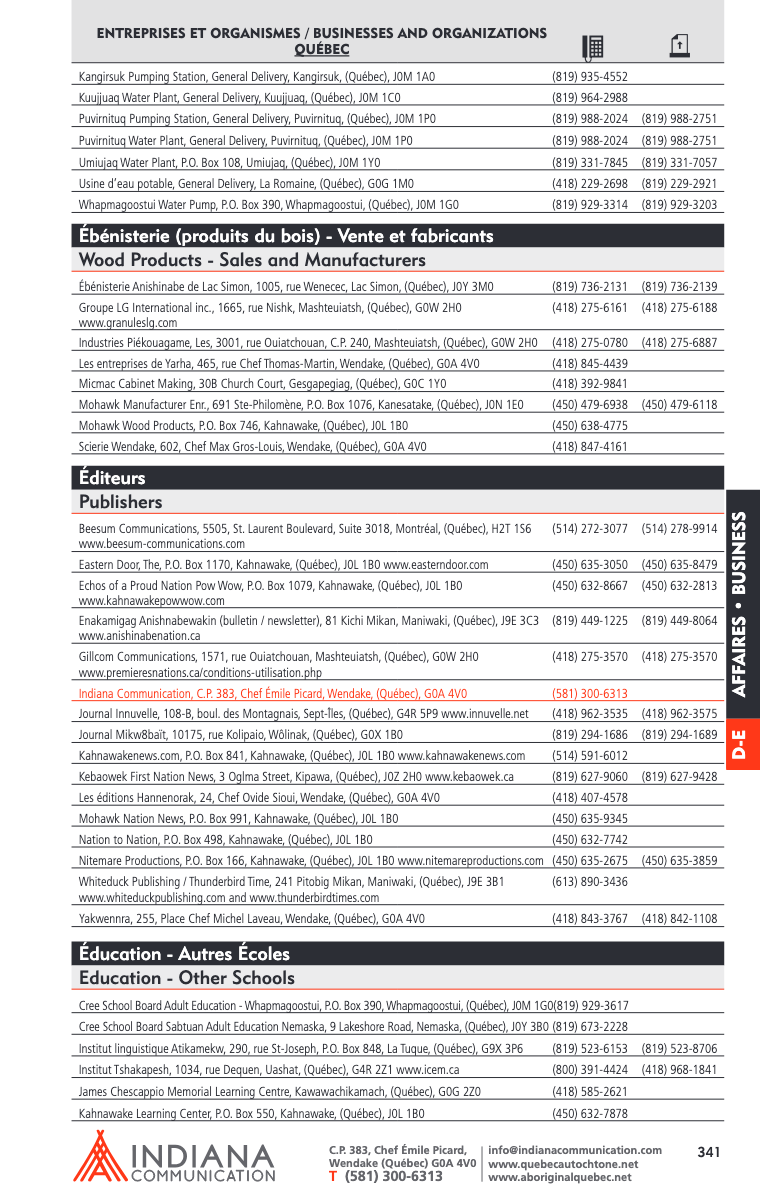 ENTREPRISES ET ORGANISMES / BUSINESSES AND ORGANIZATIONS
QUÉBEC
Kangirsuk Pumping Station, General Delivery, Kangirsuk, (Québec), J0M 1A0 (819) 935-4552
Kuujjuaq Water Plant, General Delivery, Kuujjuaq, (Québec), J0M 1C0 (819) 964-2988
Puvirnituq Pumping Station, General Delivery, Puvirnituq, (Québec), J0M 1P0 (819) 988-2024 (819) 988-2751
Puvirnituq Water Plant, General Delivery, Puvirnituq, (Québec), J0M 1P0 (819) 988-2024 (819) 988-2751
Umiujaq Water Plant, P.O. Box 108, Umiujaq, (Québec), J0M 1Y0 (819) 331-7845 (819) 331-7057
Usine d'eau potable, General Delivery, La Romaine, (Québec), G0G 1M0 (418) 229-2698 (819) 229-2921
Whapmagoostui Water Pump, P.O. Box 390, Whapmagoostui, (Québec), J0M 1G0 (819) 929-3314 (819) 929-3203
Ébénisterie (produits du bois) - Vente et fabricants
Wood Products - Sales and Manufacturers
Ébénisterie Anishinabe de Lac Simon, 1005, rue Wenecec, Lac Simon, (Québec), J0Y 3M0 (819) 736-2131 (819) 736-2139
Groupe LG International inc., 1665, rue Nishk, Mashteuiatsh, (Québec), G0W 2H0 (418) 275-6161 (418) 275-6188
www.granuleslg.com
Industries Piékouagame, Les, 3001, rue Ouiatchouan, C.P. 240, Mashteuiatsh, (Québec), G0W 2H0 (418) 275-0780 (418) 275-6887
Les entreprises de Yarha, 465, rue Chef Thomas-Martin, Wendake, (Québec), G0A 4V0 (418) 845-4439
Micmac Cabinet Making, 30B Church Court, Gesgapegiag, (Québec), G0C 1Y0 (418) 392-9841
Mohawk Manufacturer Enr., 691 Ste-Philomène, P.O. Box 1076, Kanesatake, (Québec), J0N 1E0 (450) 479-6938 (450) 479-6118
Mohawk Wood Products, P.O. Box 746, Kahnawake, (Québec), J0L 1B0 (450) 638-4775
Scierie Wendake, 602, Chef Max Gros-Louis, Wendake, (Québec), G0A 4V0 (418) 847-4161
Éditeurs
Publishers
Beesum Communications, 5505, St. Laurent Boulevard, Suite 3018, Montréal, (Québec), H2T 1S6 (514) 272-3077 (514) 278-9914
www.beesum-communications.com
Eastern Door, The, P.O. Box 1170, Kahnawake, (Québec), J0L 1B0 www.easterndoor.com (450) 635-3050 (450) 635-8479
Echos of a Proud Nation Pow Wow, P.O. Box 1079, Kahnawake, (Québec), J0L 1B0 (450) 632-8667 (450) 632-2813
www.kahnawakepowwow.com
Enakamigag Anishnabewakin (bulletin / newsletter), 81 Kichi Mikan, Maniwaki, (Québec), J9E 3C3 (819) 449-1225 (819) 449-8064
www.anishinabenation.ca
Gillcom Communications, 1571, rue Ouiatchouan, Mashteuiatsh, (Québec), G0W 2H0 (418) 275-3570 (418) 275-3570
www.premieresnations.ca/conditions-utilisation.php
Indiana Communication, C.P. 383, Chef Émile Picard, Wendake, (Québec), G0A 4V0 (581) 300-6313
Journal Innuvelle, 108-B, boul. des Montagnais, Sept-Îles, (Québec), G4R 5P9 www.innuvelle.net (418) 962-3535 (418) 962-3575
Journal Mikw8baït, 10175, rue Kolipaio, Wôlinak, (Québec), G0X 1B0 (819) 294-1686 (819) 294-1689
Kahnawakenews.com, P.O. Box 841, Kahnawake, (Québec), J0L 1B0 www.kahnawakenews.com (514) 591-6012
Kebaowek First Nation News, 3 Oglma Street, Kipawa, (Québec), J0Z 2H0 www.kebaowek.ca (819) 627-9060 (819) 627-9428
Les éditions Hannenorak, 24, Chef Ovide Sioui, Wendake, (Québec), G0A 4V0 (418) 407-4578
Mohawk Nation News, P.O. Box 991, Kahnawake, (Québec), J0L 1B0 (450) 635-9345
Nation to Nation, P.O. Box 498, Kahnawake, (Québec), J0L 1B0 (450) 632-7742
Nitemare Productions, P.O. Box 166, Kahnawake, (Québec), J0L 1B0 www.nitemareproductions.com (450) 635-2675 (450) 635-3859
Whiteduck Publishing / Thunderbird Time, 241 Pitobig Mikan, Maniwaki, (Québec), J9E 3B1 (613) 890-3436
www.whiteduckpublishing.com and www.thunderbirdtimes.com
Yakwennra, 255, Place Chef Michel Laveau, Wendake, (Québec), G0A 4V0 (418) 843-3767 (418) 842-1108
Éducation - Autres Écoles
Education - Other Schools
Cree School Board Adult Education - Whapmagoostui, P.O. Box 390, Whapmagoostui, (Québec), J0M 1G0(819) 929-3617
Cree School Board Sabtuan Adult Education Nemaska, 9 Lakeshore Road, Nemaska, (Québec), J0Y 3B0 (819) 673-2228
Institut linguistique Atikamekw, 290, rue St-Joseph, P.O. Box 848, La Tuque, (Québec), G9X 3P6 (819) 523-6153 (819) 523-8706
Institut Tshakapesh, 1034, rue Dequen, Uashat, (Québec), G4R 2Z1 www.icem.ca (800) 391-4424 (418) 968-1841
James Chescappio Memorial Learning Centre, Kawawachikamach, (Québec), G0G 2Z0 (418) 585-2621
Kahnawake Learning Center, P.O. Box 550, Kahnawake, (Québec), J0L 1B0 (450) 632-7878
AFFAIRES • BUSINESS
D-E
INDIANA
COMMUNICATION
C.P. 383, Chef Émile Picard,
Wendake (Québec) G0A 4V0
T (581) 300-6313
info@indianacommunication.com
www.quebecautochtone.net
www.aboriginalquebec.net
341